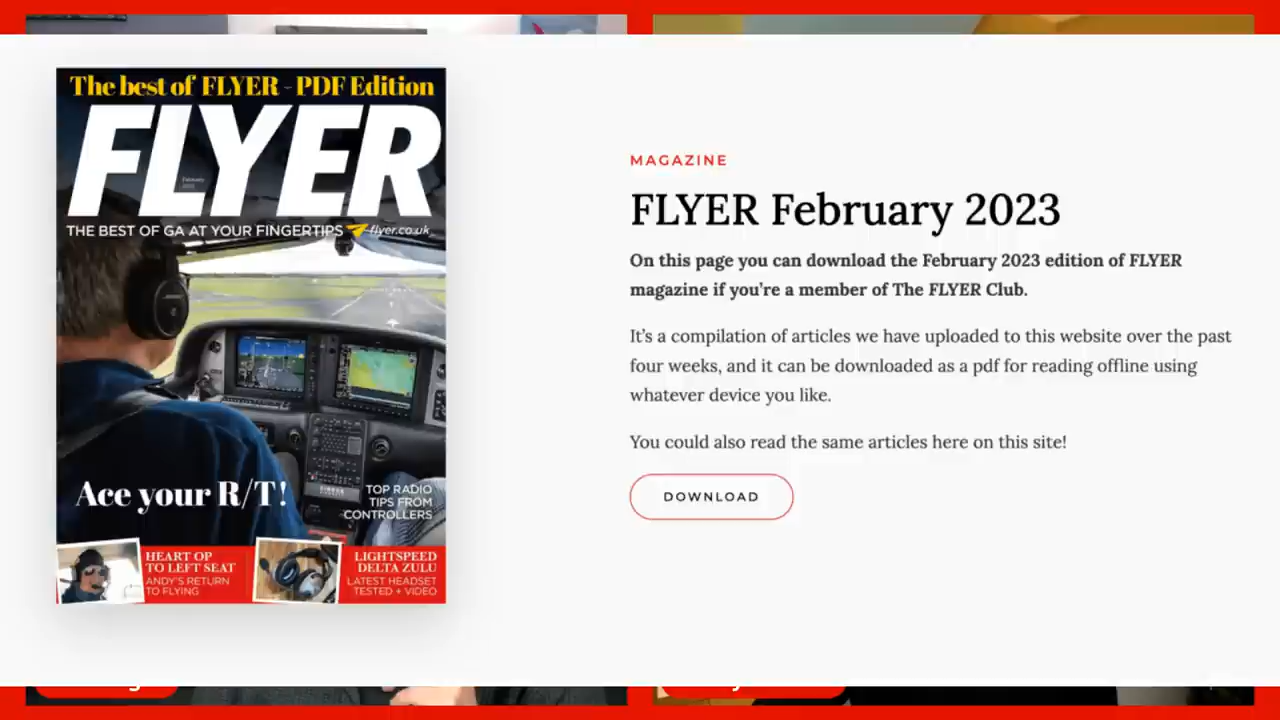 The best of FLYER - PDF Edition
FLYER
February
THE BEST OF GA AT YOUR FINGERTIPS flyer.co.uk
Ace your R/T!
TOP RADIO
TIPS FROM
CONTROLLERS
HEART OP
TO LEFT SEAT
ANDY'S RETURN
TO FLYING
LIGHTSPEED
DELTA ZULU
LATEST HEADSET
TESTED + VIDEO
MAGAZINE
FLYER February 2023
On this page you can download the February 2023 edition of FLYER
magazine if you’re a member of The FLYER Club.
It’s a compilation of articles we have uploaded to this website over the past
four weeks, and it can be downloaded as a pdf for reading offline using
whatever device you like.
You could also read the same articles here on this site!
DOWNLOAD